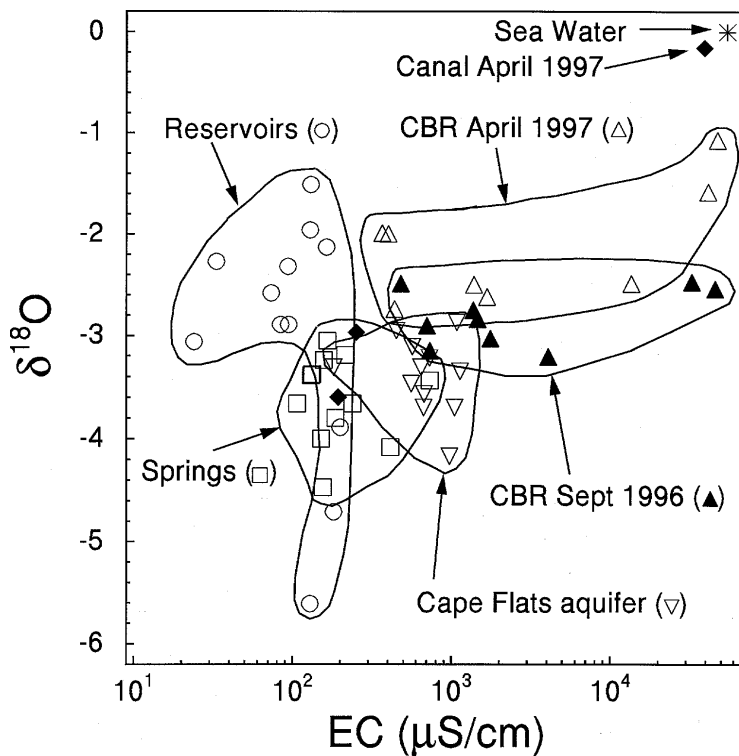 0
Sea Water
Canal April 1997
-1
Reservoirs (○)
CBR April 1997 (△)
-2
-3
δ¹⁸O
-4
Springs (□)
CBR Sept 1996 (▲)
-5
Cape Flats aquifer (▽)
-6
10¹ 10² 10³ 10⁴
EC (μS/cm)